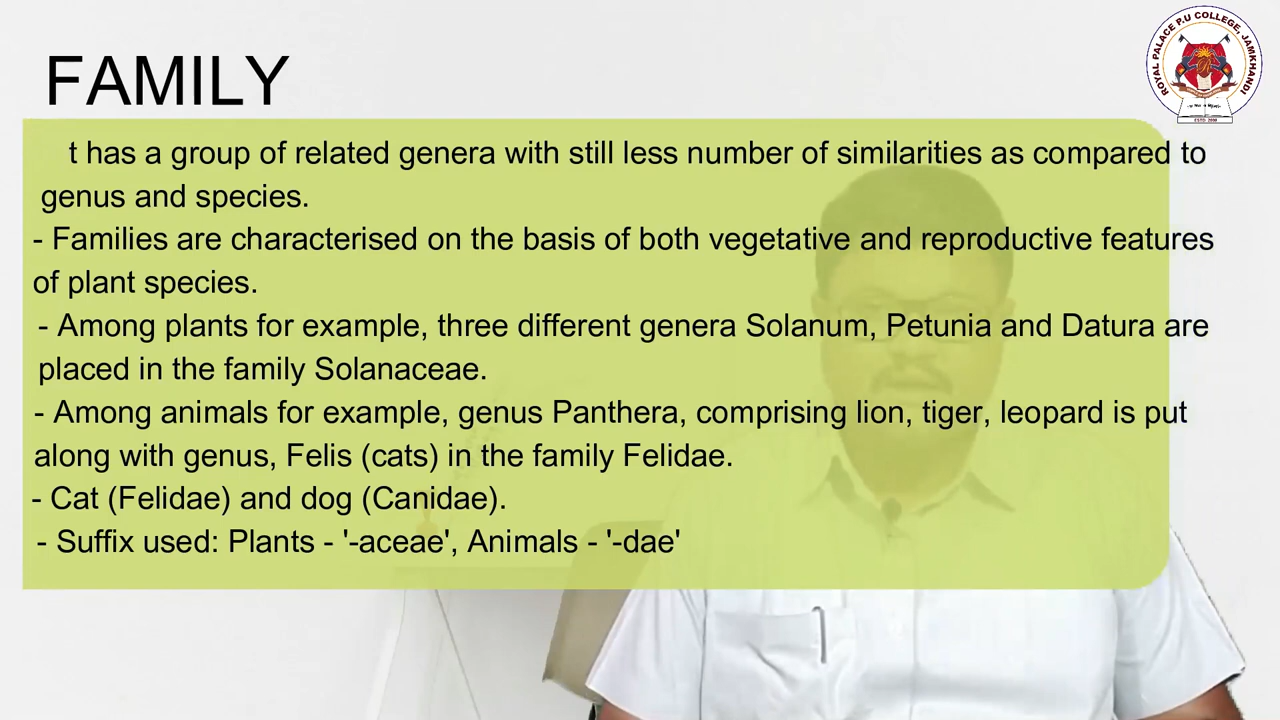 FAMILY
ROYAL PALACE P.U COLLEGE, JAMKHANDI
t has a group of related genera with still less number of similarities as compared to
genus and species.
- Families are characterised on the basis of both vegetative and reproductive features
of plant species.
- Among plants for example, three different genera Solanum, Petunia and Datura are
placed in the family Solanaceae.
- Among animals for example, genus Panthera, comprising lion, tiger, leopard is put
along with genus, Felis (cats) in the family Felidae.
- Cat (Felidae) and dog (Canidae).
- Suffix used: Plants - '-aceae', Animals - '-dae'